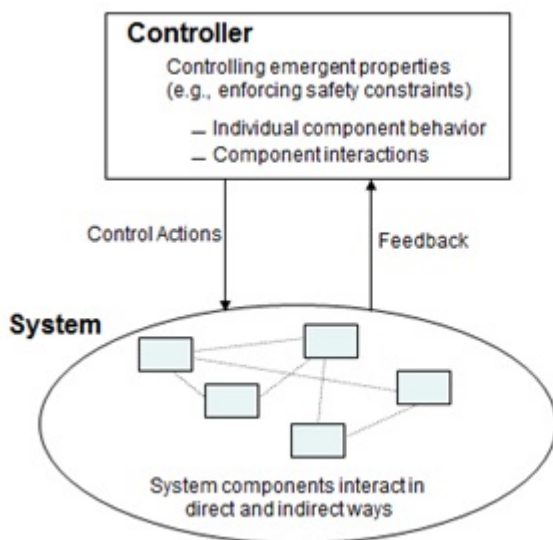 Controller
Controlling emergent properties
(e.g., enforcing safety constraints)
– Individual component behavior
– Component interactions
Control Actions
Feedback
System
System components interact in
direct and indirect ways